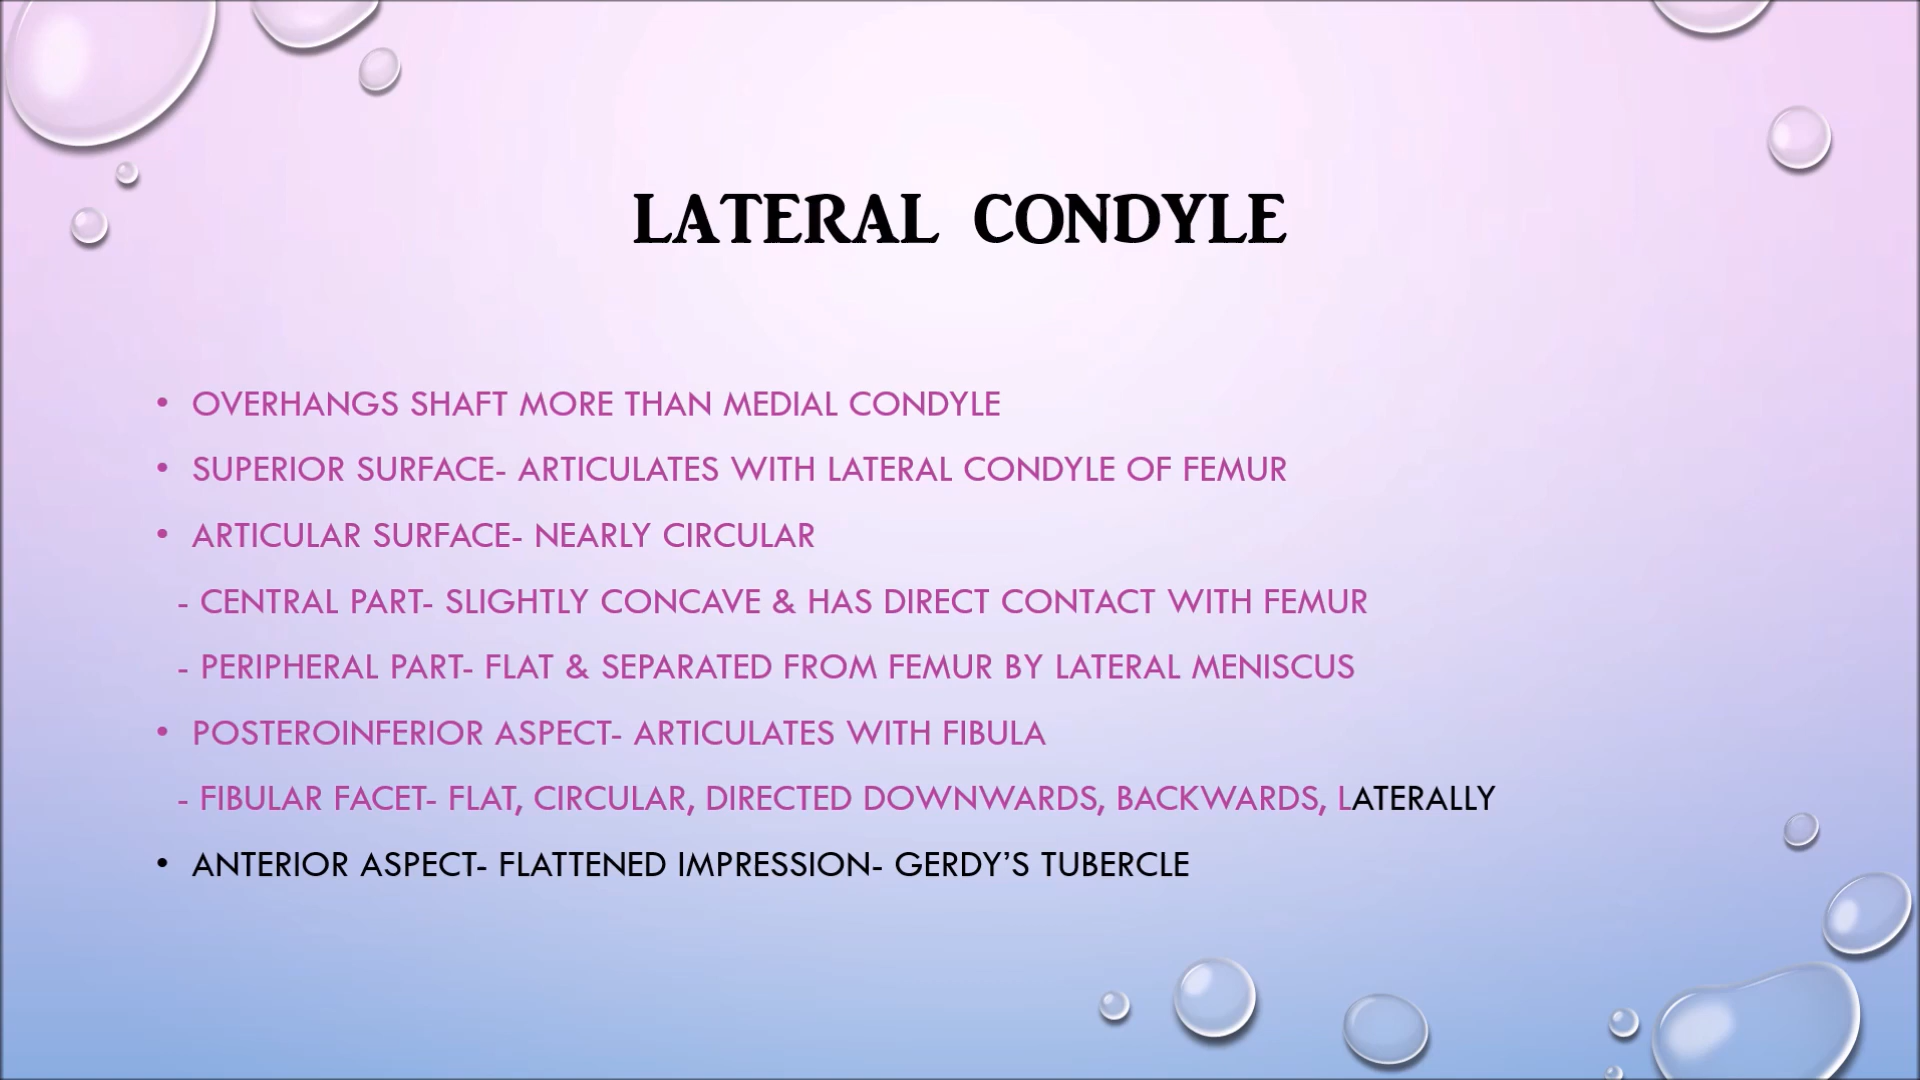 LATERAL CONDYLE
• OVERHANGS SHAFT MORE THAN MEDIAL CONDYLE
• SUPERIOR SURFACE- ARTICULATES WITH LATERAL CONDYLE OF FEMUR
• ARTICULAR SURFACE- NEARLY CIRCULAR
- CENTRAL PART- SLIGHTLY CONCAVE & HAS DIRECT CONTACT WITH FEMUR
- PERIPHERAL PART- FLAT & SEPARATED FROM FEMUR BY LATERAL MENISCUS
• POSTEROINFERIOR ASPECT- ARTICULATES WITH FIBULA
- FIBULAR FACET- FLAT, CIRCULAR, DIRECTED DOWNWARDS, BACKWARDS, LATERALLY
• ANTERIOR ASPECT- FLATTENED IMPRESSION- GERDY’S TUBERCLE